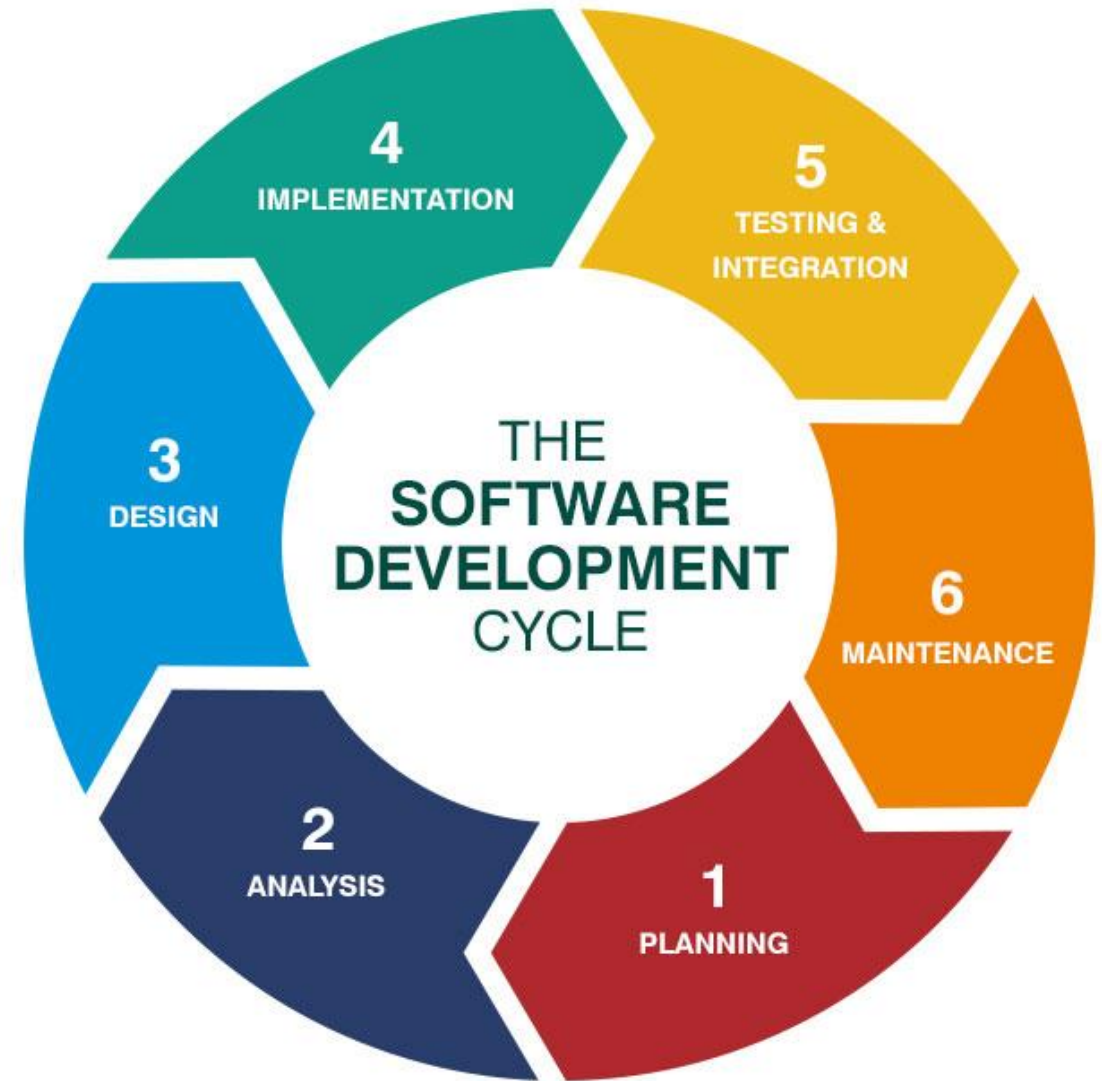 THE
SOFTWARE
DEVELOPMENT
CYCLE
1
PLANNING
2
ANALYSIS
3
DESIGN
4
IMPLEMENTATION
5
TESTING &
INTEGRATION
6
MAINTENANCE